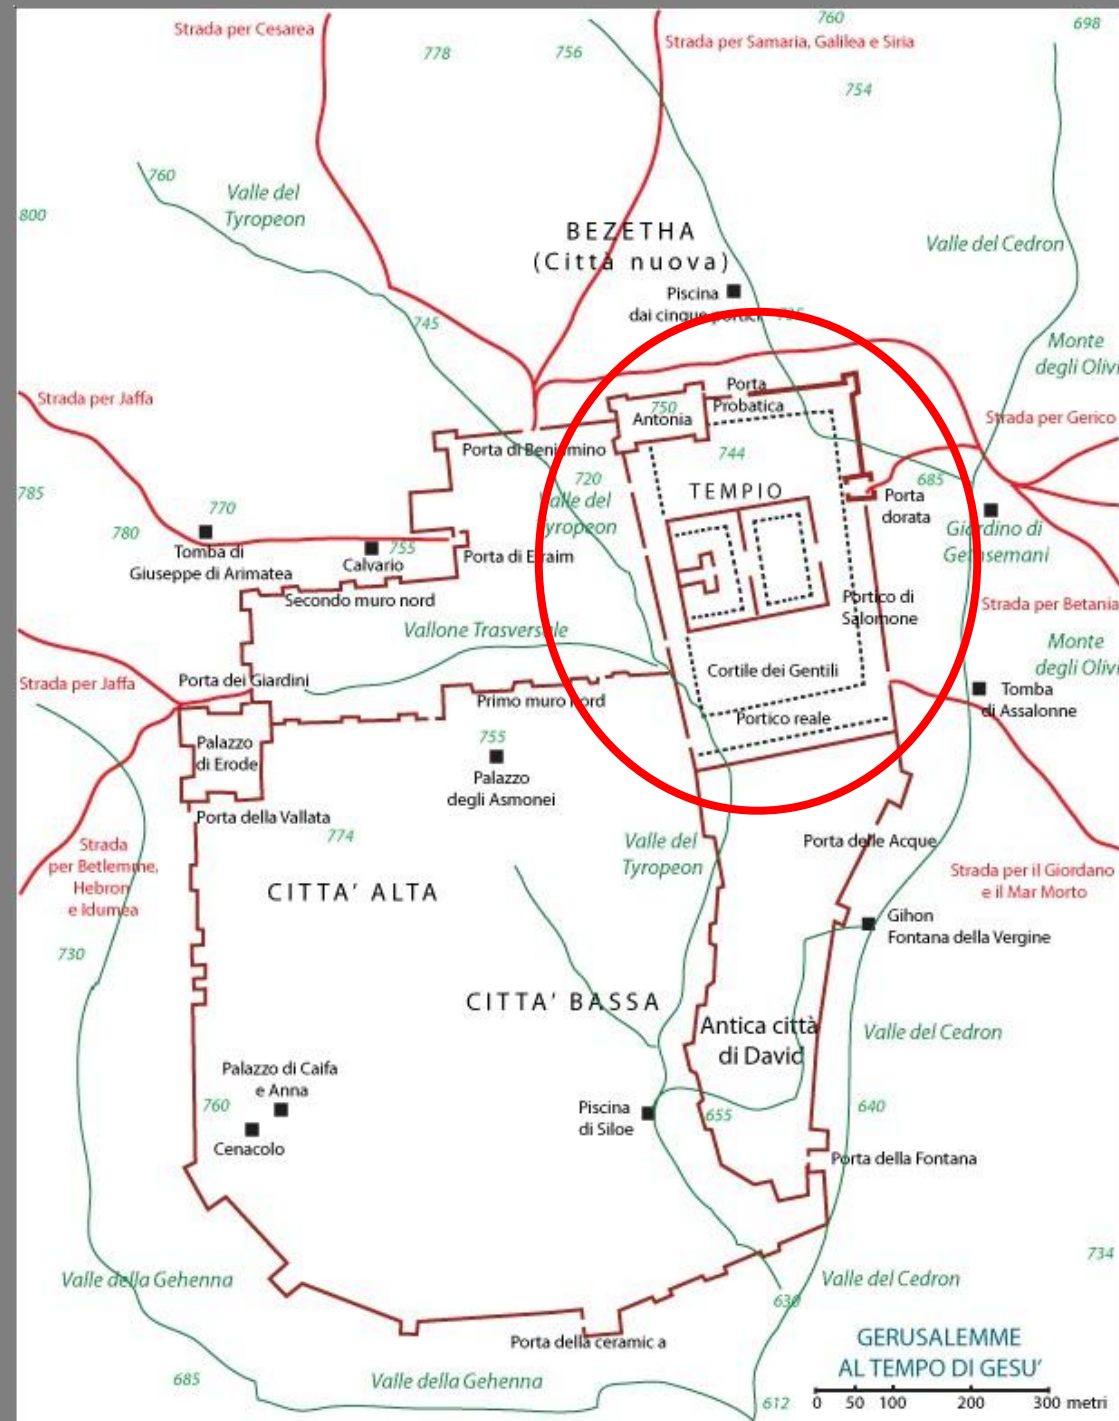 760
698
Strada per Cesarea
Strada per Samaria, Galilea e Siria
778
756
754
760
Valle del
Tyropeon
800
BEZETHA
(Città nuova)
Valle del Cedron
Piscina
dai cinque portici
745
Monte
degli Olivi
Strada per Jaffa
Porta
Probatica
750
Antonia
Strada per Gerico
Porta di Beniamino
744
720
685
785
TEMPIO
Valle del
Tyropeon
Porta
dorata
770
780
Giardino di
Gethsemani
Tomba di
Giuseppe di Arimatea
755
Calvario
Porta di Efraim
Secondo muro nord
Portico di
Salomone
Strada per Betania
Vallone Trasversale
Monte
degli Olivi
Porta dei Giardini
Strada per Jaffa
Cortile dei Gentili
Tomba
di Assalonne
Primo muro nord
Portico reale
Palazzo
di Erode
755
Palazzo
degli Asmonei
Porta della Vallata
774
Valle del
Tyropeon
Porta delle Acque
Strada
per Betlemme,
Hebron
e Idumea
Strada per il Giordano
e il Mar Morto
CITTA' ALTA
Gihon
Fontana della Vergine
730
CITTA' BASSA
Antica città
di David
Valle del Cedron
Palazzo di Caifa
e Anna
760
Cenacolo
Piscina
di Siloe
655
640
Porta della Fontana
734
Valle della Gehenna
Valle del Cedron
630
Porta della ceramic a
GERUSALEMME
AL TEMPO DI GESU'
685
Valle della Gehenna
612
0 50 100 200 300 metri